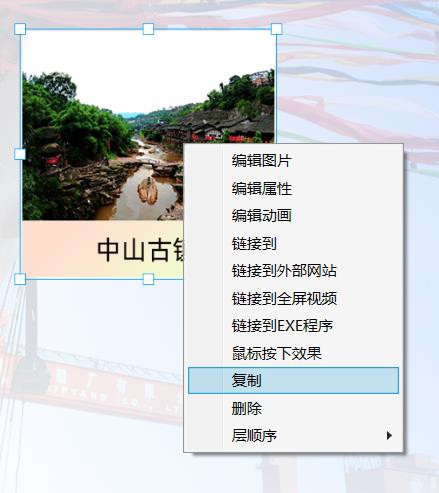 编辑图片
编辑属性
编辑动画
链接到
链接到外部网站
链接到全屏视频
链接到EXE程序
鼠标按下效果
复制
删除
层顺序
中山古镇